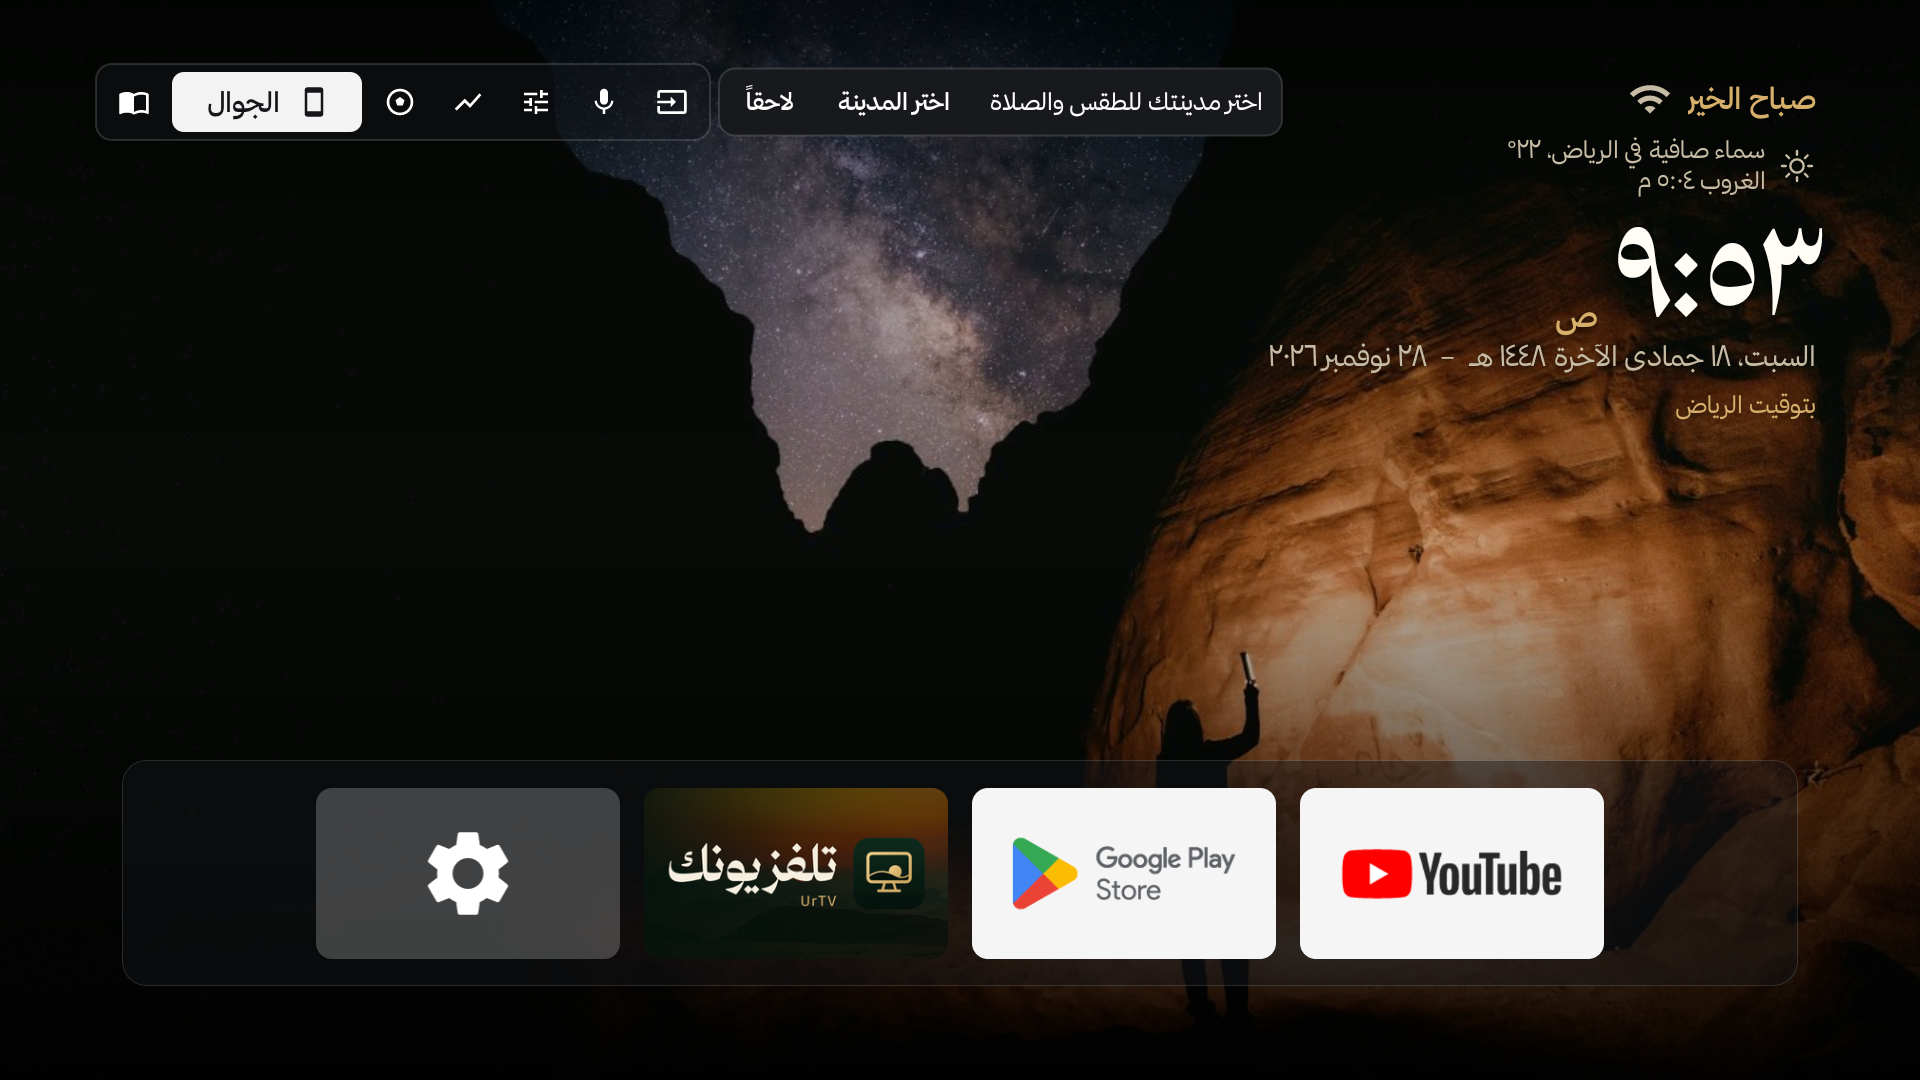 صباح الخير
سماء صافية في الرياض، ٢٢°
الغروب ٥:٠٤ م
٩:٥٣ ص
السبت، ١٨ جمادى الآخرة ١٤٤٨ هـ – ٢٨ نوفمبر ٢٠٢٦
بتوقيت الرياض
اختر مدينتك للطقس والصلاة
اختر المدينة
لاحقاً
الجوال
YouTube
Google Play
Store
تلفزيونك
UrTV